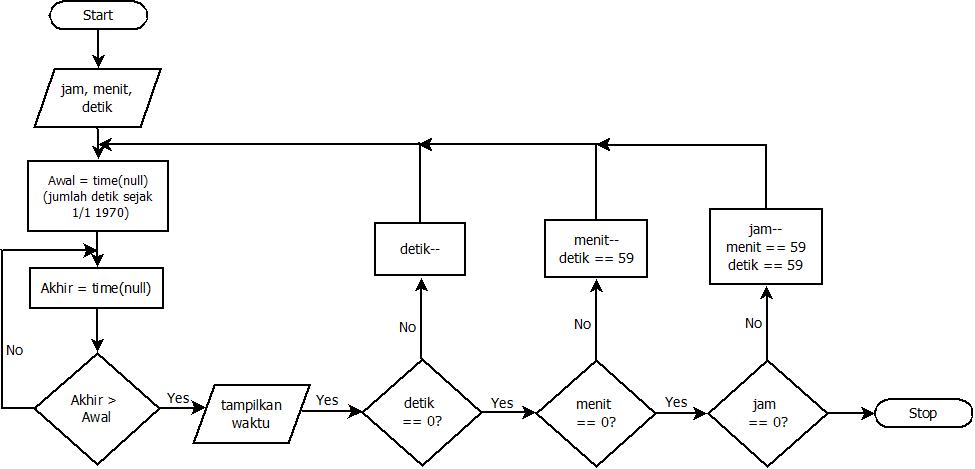 Start
jam, menit,
detik
Awal = time(null)
(jumlah detik sejak
1/1 1970)
Akhir = time(null)
No
Akhir >
Awal
Yes
tampilkan
waktu
Yes
detik
== 0?
No
detik--
Yes
menit
== 0?
No
menit--
detik == 59
Yes
jam
== 0?
No
jam--
menit == 59
detik == 59
Stop